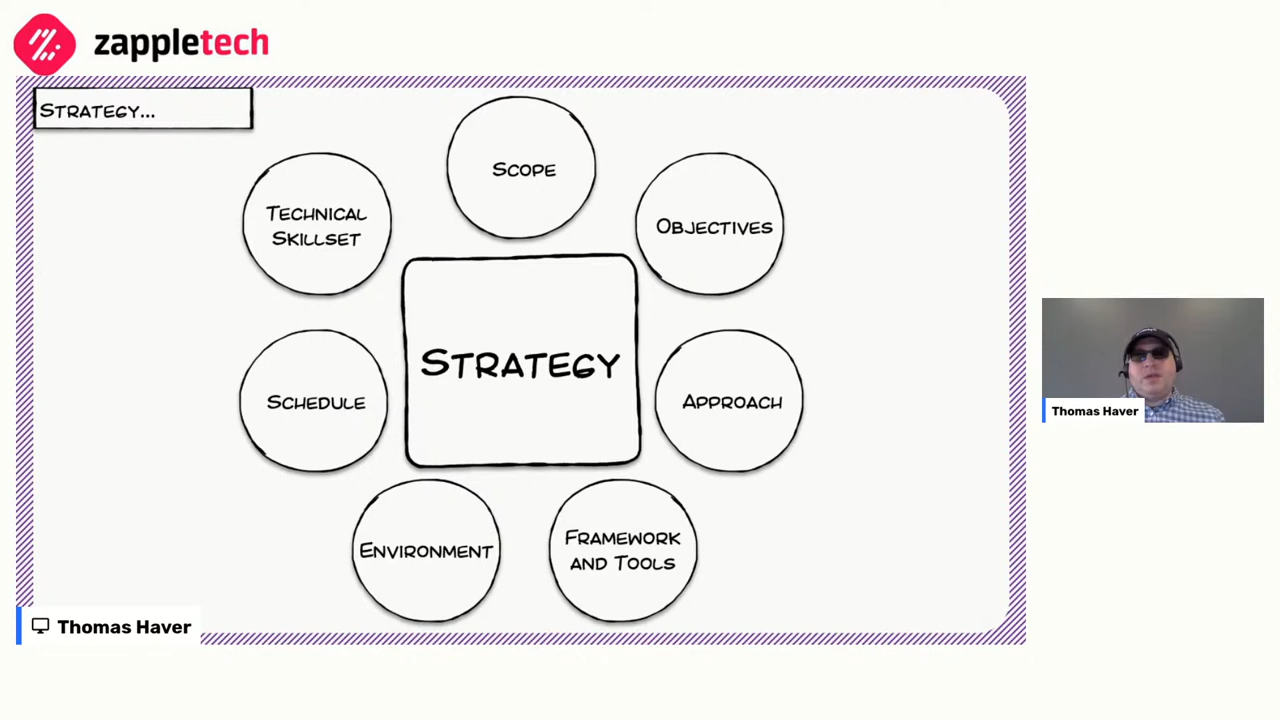 zappletech
Strategy...
Scope
Technical
Skillset
Objectives
Strategy
Schedule
Approach
Environment
Framework
and Tools
Thomas Haver
Thomas Haver